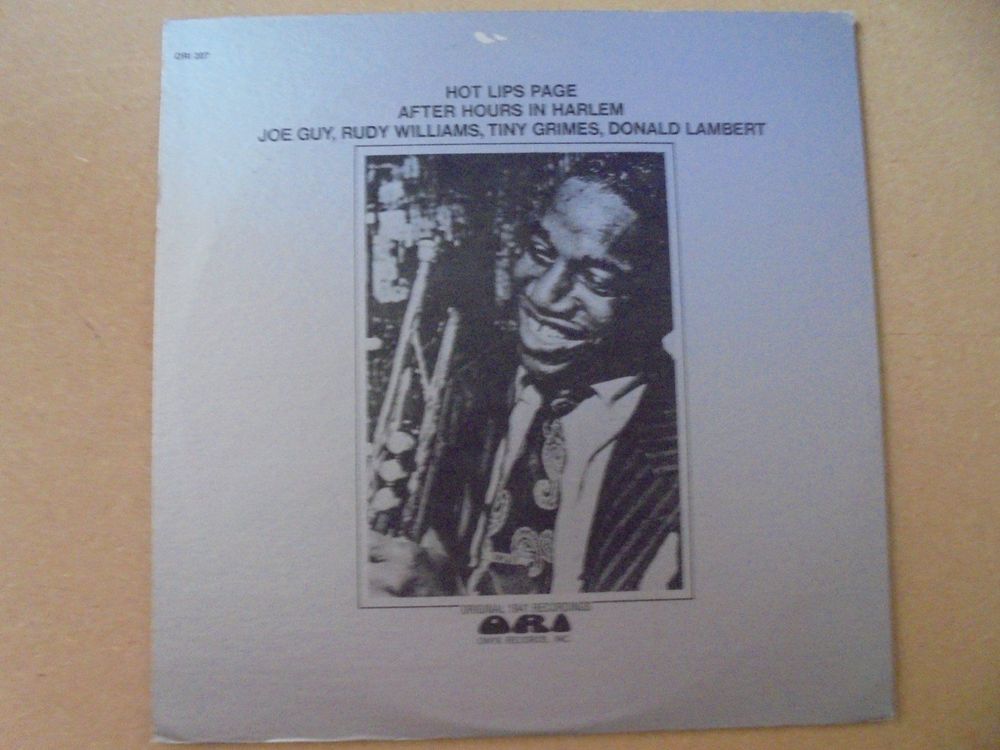 ORI 207
HOT LIPS PAGE
AFTER HOURS IN HARLEM
JOE GUY, RUDY WILLIAMS, TINY GRIMES, DONALD LAMBERT
ORIGINAL 1941 RECORDINGS
ORI
ONYX RECORDS, INC.